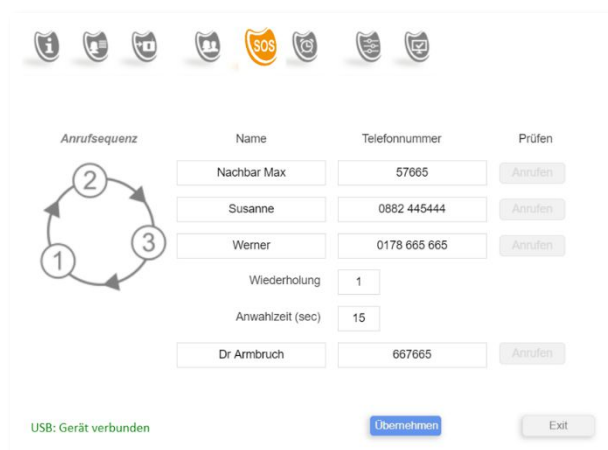 SOS
Anrufsequenz Name Telefonnummer Prüfen
2
3
1
Nachbar Max 57665 Anrufen
Susanne 0882 445444 Anrufen
Werner 0178 665 665 Anrufen
Wiederholung 1
Anwahlzeit (sec) 15
Dr Armbruch 667665 Anrufen
USB: Gerät verbunden Übernehmen Exit